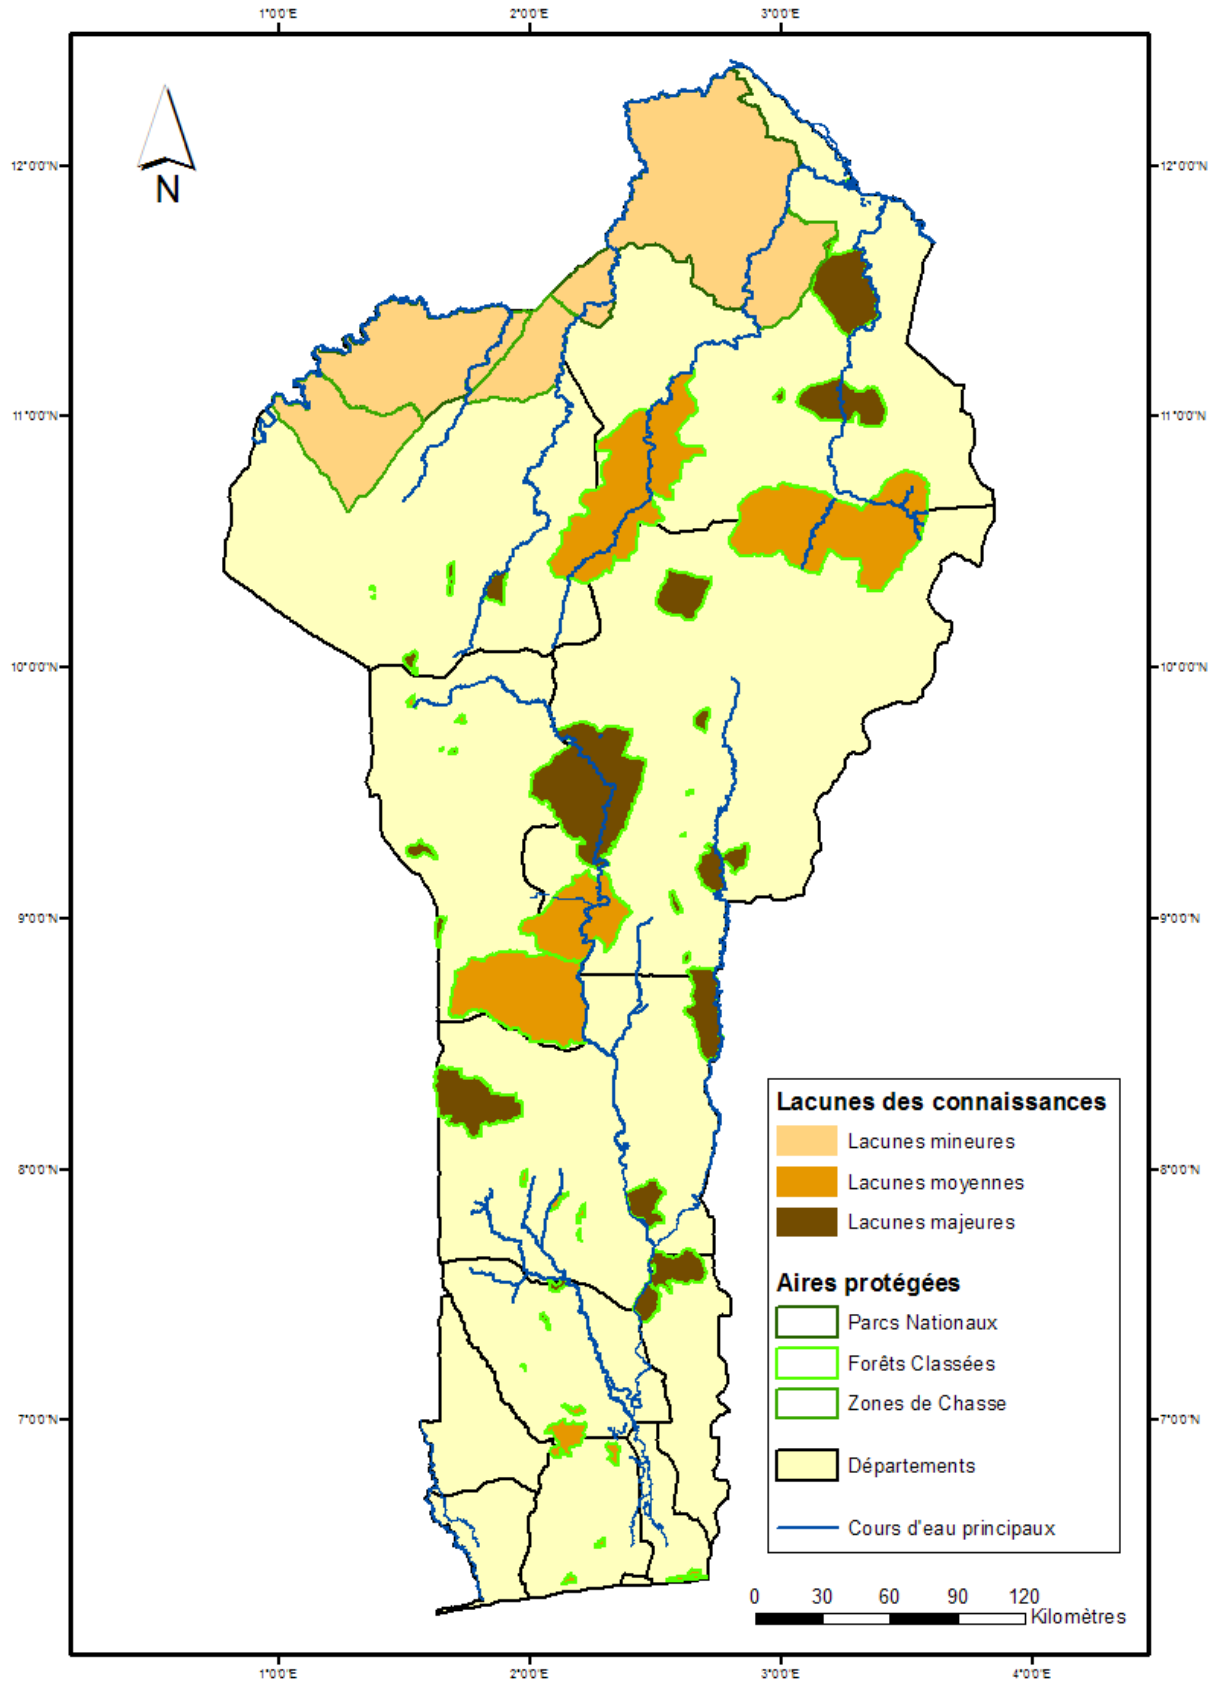 1°0'0"E 2°0'0"E 3°0'0"E
N
12°0'0"N 12°0'0"N
11°0'0"N 11°0'0"N
10°0'0"N 10°0'0"N
9°0'0"N 9°0'0"N
8°0'0"N 8°0'0"N
7°0'0"N 7°0'0"N
Lacunes des connaissances
Lacunes mineures
Lacunes moyennes
Lacunes majeures
Aires protégées
Parcs Nationaux
Forêts Classées
Zones de Chasse
Départements
Cours d'eau principaux
0 30 60 90 120
Kilomètres
1°0'0"E 2°0'0"E 3°0'0"E 4°0'0"E